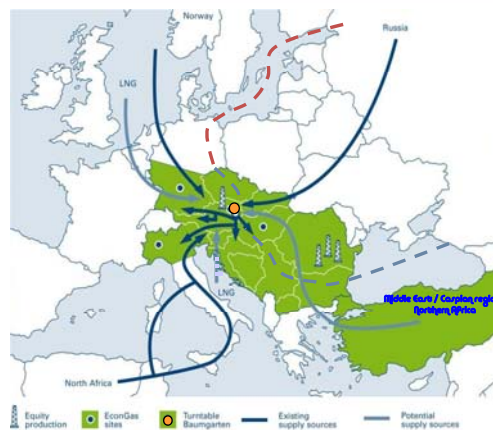 Norway
Russia
LNG
Middle East / Caspian region
Northern Africa
LNG
North Africa
Equity
production
EconGas
sites
Turntable
Baumgarten
Existing
supply sources
Potential
supply sources